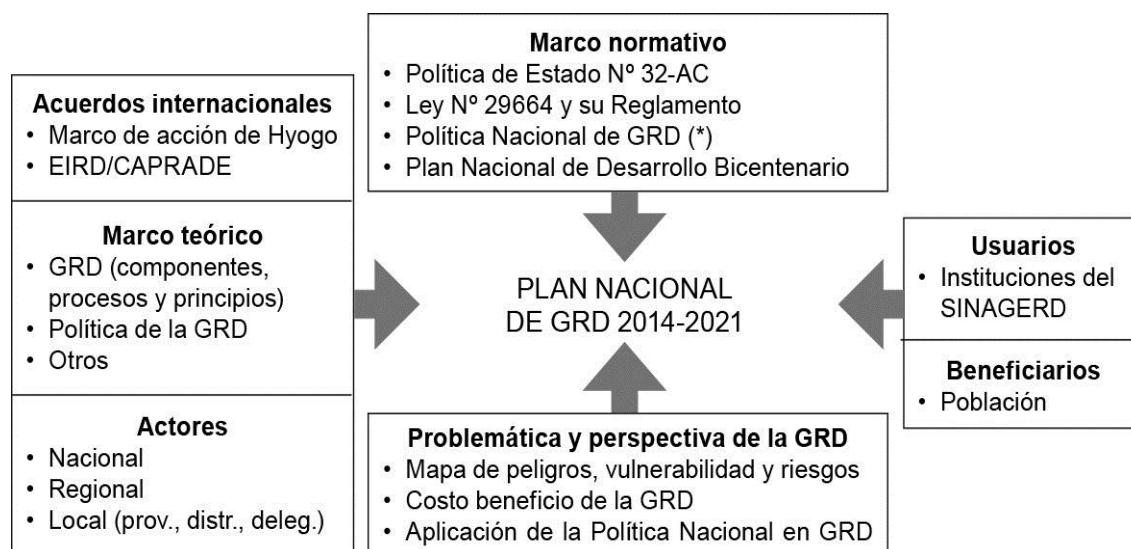 Marco normativo
• Política de Estado Nº 32-AC
• Ley Nº 29664 y su Reglamento
• Política Nacional de GRD (*)
• Plan Nacional de Desarrollo Bicentenario
Acuerdos internacionales
• Marco de acción de Hyogo
• EIRD/CAPRADE
Marco teórico
• GRD (componentes,
procesos y principios)
• Política de la GRD
• Otros
Actores
• Nacional
• Regional
• Local (prov., distr., deleg.)
PLAN NACIONAL
DE GRD 2014-2021
Usuarios
• Instituciones del
SINAGERD
Beneficiarios
• Población
Problemática y perspectiva de la GRD
• Mapa de peligros, vulnerabilidad y riesgos
• Costo beneficio de la GRD
• Aplicación de la Política Nacional en GRD